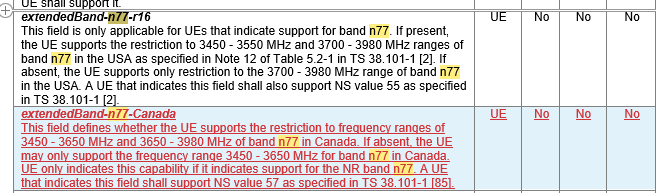 UE shall support it.
extendedBand-n77-r16
UE No No No
This field is only applicable for UEs that indicate support for band n77. If present,
the UE supports the restriction to 3450 - 3550 MHz and 3700 - 3980 MHz ranges of
band n77 in the USA as specified in Note 12 of Table 5.2-1 in TS 38.101-1 [2]. If
absent, the UE supports only restriction to the 3700 - 3980 MHz range of band n77
in the USA. A UE that indicates this field shall also support NS value 55 as specified
in TS 38.101-1 [2].
extendedBand-n77-Canada
UE No No No
This field defines whether the UE supports the restriction to frequency ranges of
3450 - 3650 MHz and 3650 - 3980 MHz of band n77 in Canada. If absent, the UE
may only support the frequency range 3450 - 3650 MHz for band n77 in Canada.
UE only indicates this capability if it indicates support for the NR band n77. A UE
that indicates this field shall support NS value 57 as specified in TS 38.101-1 [85].